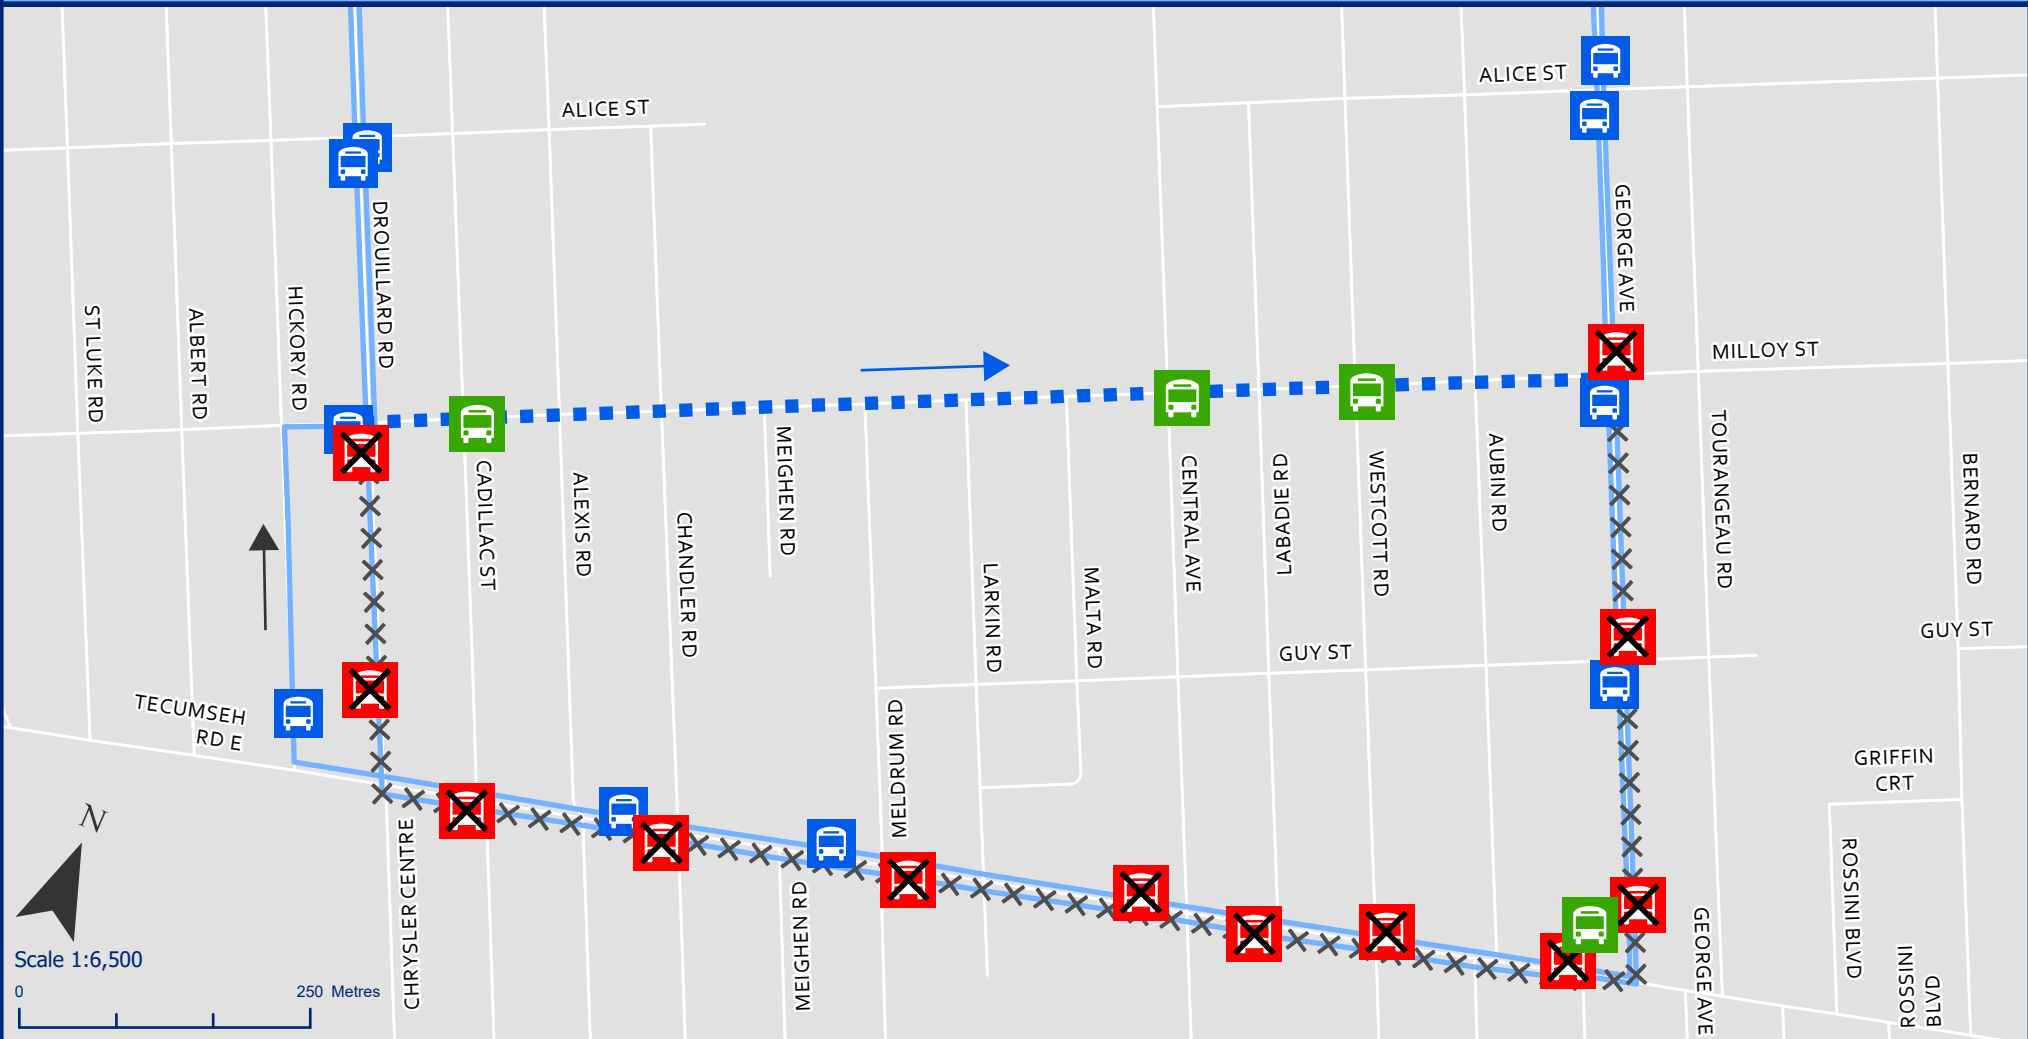 ALICE ST
ALICE ST
DROUILLARD RD
GEORGE AVE
ST LUKE RD
ALBERT RD
HICKORY RD
MILLOY ST
CADILLAC ST
ALEXIS RD
CHANDLER RD
MEIGHEN RD
LARKIN RD
MALTA RD
CENTRAL AVE
LABADIE RD
WESTCOTT RD
AUBIN RD
TOURANGEAU RD
BERNARD RD
GUY ST
GUY ST
TECUMSEH
RD E
MELDRUM RD
GRIFFIN
CRT
N
CHRYSLER CENTRE
MEIGHEN RD
GEORGE AVE
ROSSINI BLVD
ROSSINI
BLVD
Scale 1:6,500
0
250 Metres